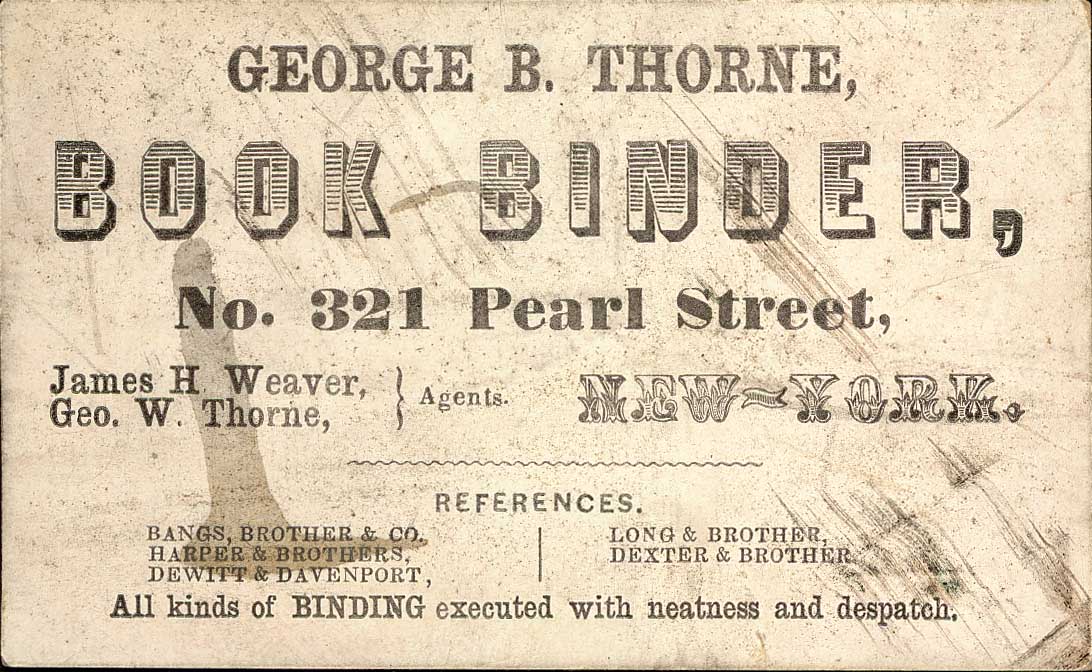 GEORGE B. THORNE,
BOOK BINDER,
No. 321 Pearl Street,
James H. Weaver,
Geo. W. Thorne,
} Agents.
NEW-YORK.
REFERENCES.
BANGS, BROTHER & CO.
HARPER & BROTHERS,
DEWITT & DAVENPORT,
LONG & BROTHER,
DEXTER & BROTHER
All kinds of BINDING executed with neatness and despatch.